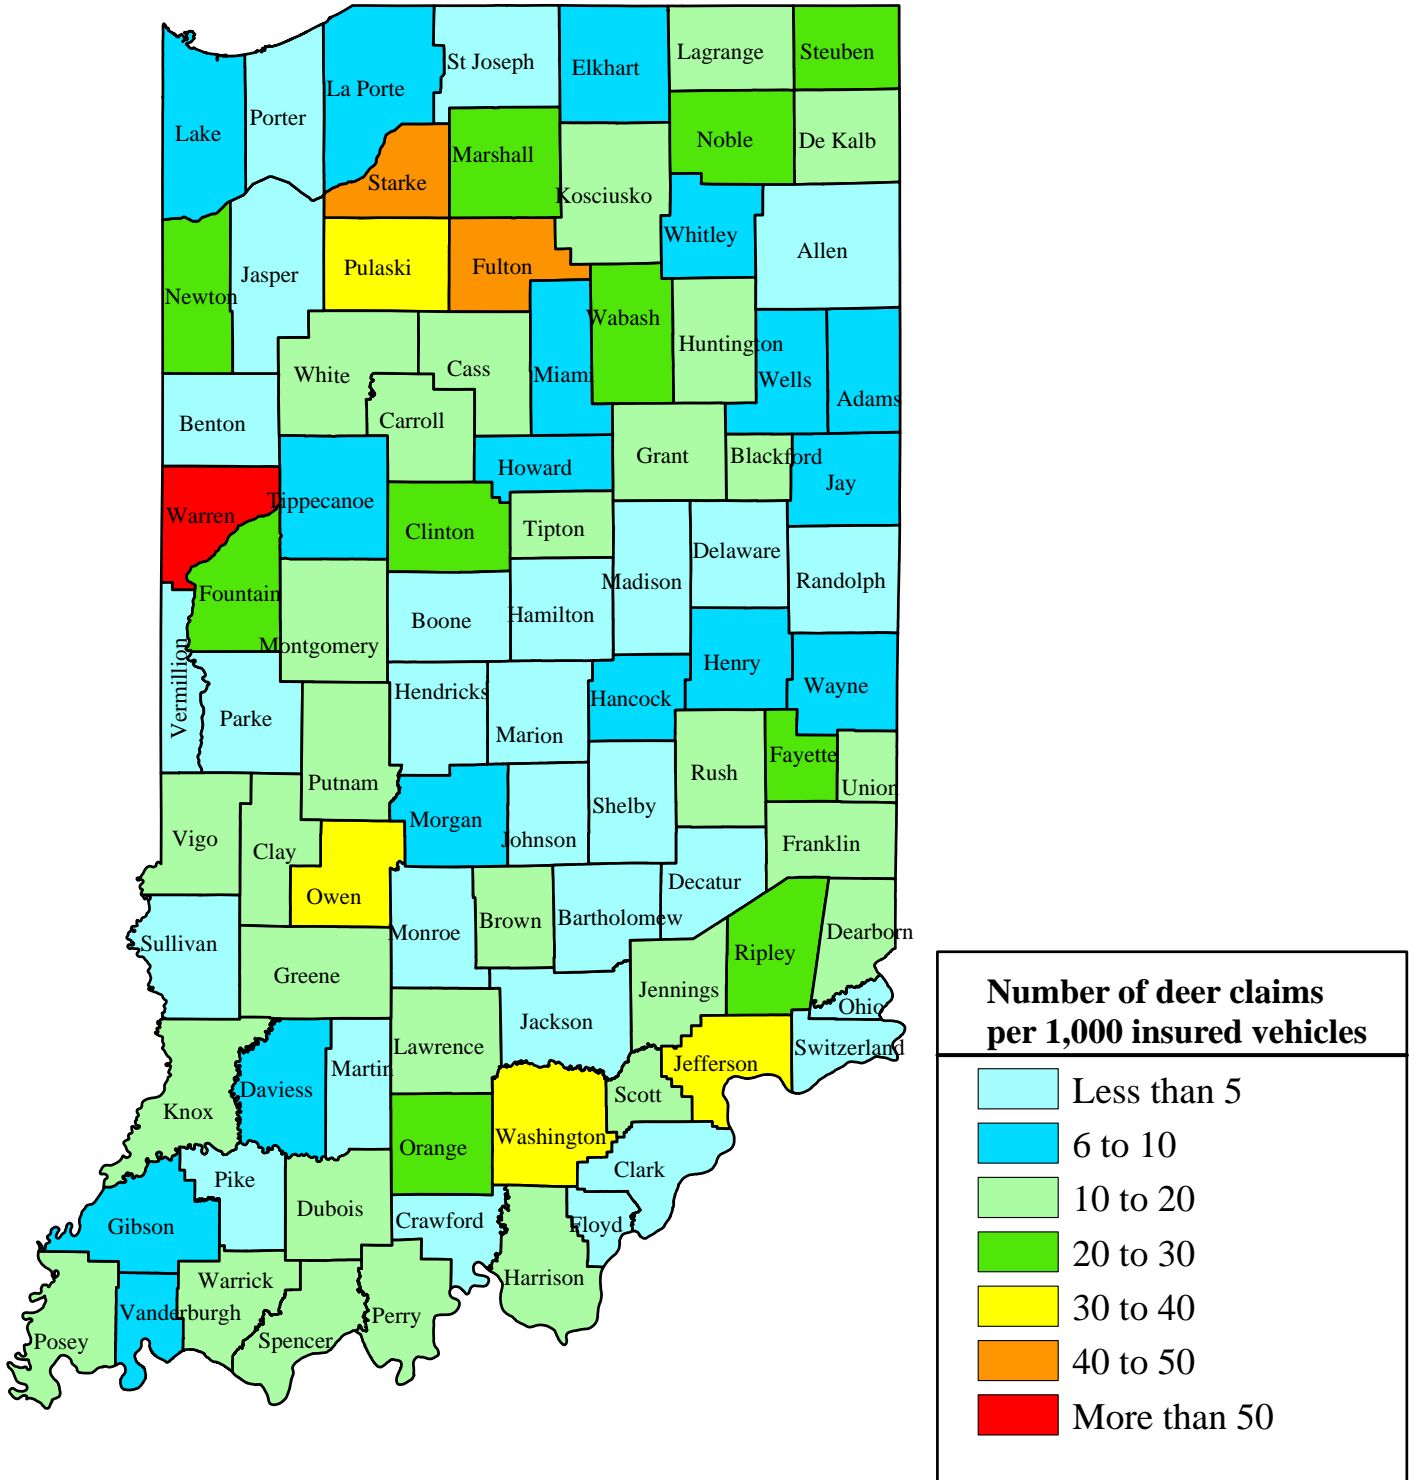 St Joseph
Elkhart
Lagrange
Steuben
La Porte
Porter
Lake
Noble
De Kalb
Marshall
Starke
Kosciusko
Whitley
Allen
Jasper
Pulaski
Fulton
Newton
Wabash
Huntington
White
Cass
Miami
Wells
Adams
Benton
Carroll
Grant
Blackford
Howard
Jay
Tippecanoe
Warren
Clinton
Tipton
Delaware
Madison
Randolph
Fountain
Boone
Hamilton
Montgomery
Vermillion
Henry
Wayne
Hendricks
Hancock
Parke
Marion
Fayette
Rush
Putnam
Union
Shelby
Morgan
Johnson
Vigo
Clay
Franklin
Decatur
Owen
Brown
Bartholomew
Monroe
Dearborn
Sullivan
Ripley
Greene
Jennings
Ohio
Jackson
Lawrence
Switzerland
Martin
Jefferson
Daviess
Scott
Knox
Orange
Washington
Clark
Pike
Dubois
Crawford
Floyd
Gibson
Harrison
Warrick
Vanderburgh
Perry
Spencer
Posey
Number of deer claims
per 1,000 insured vehicles
Less than 5
6 to 10
10 to 20
20 to 30
30 to 40
40 to 50
More than 50